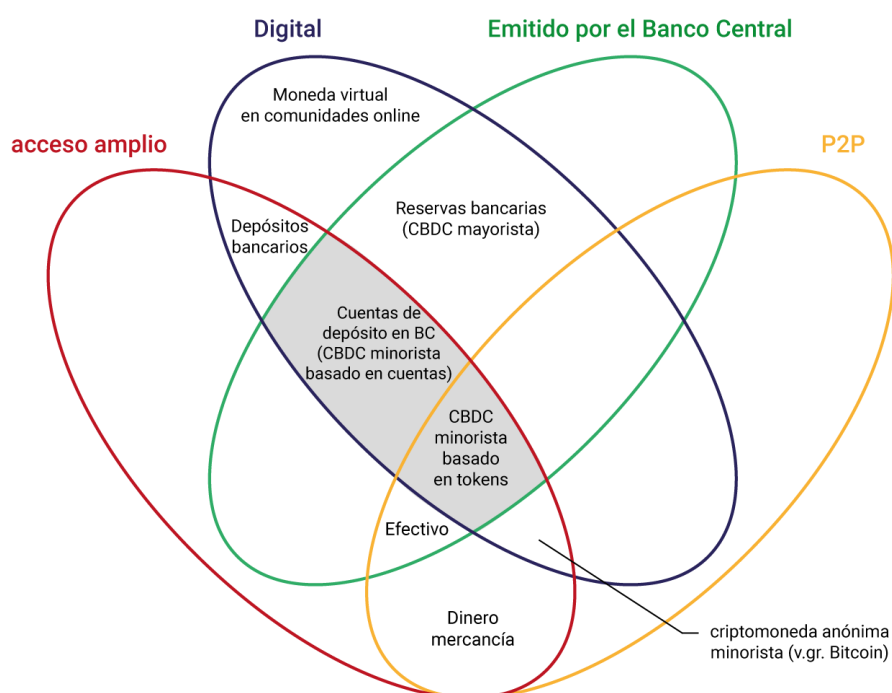 Digital
Emitido por el Banco Central
acceso amplio
P2P
Moneda virtual
en comunidades online
Depósitos
bancarios
Reservas bancarias
(CBDC mayorista)
Cuentas de
depósito en BC
(CBDC minorista
basado en cuentas)
CBDC
minorista
basado
en tokens
Efectivo
Dinero
mercancía
criptomoneda anónima
minorista (v.gr. Bitcoin)